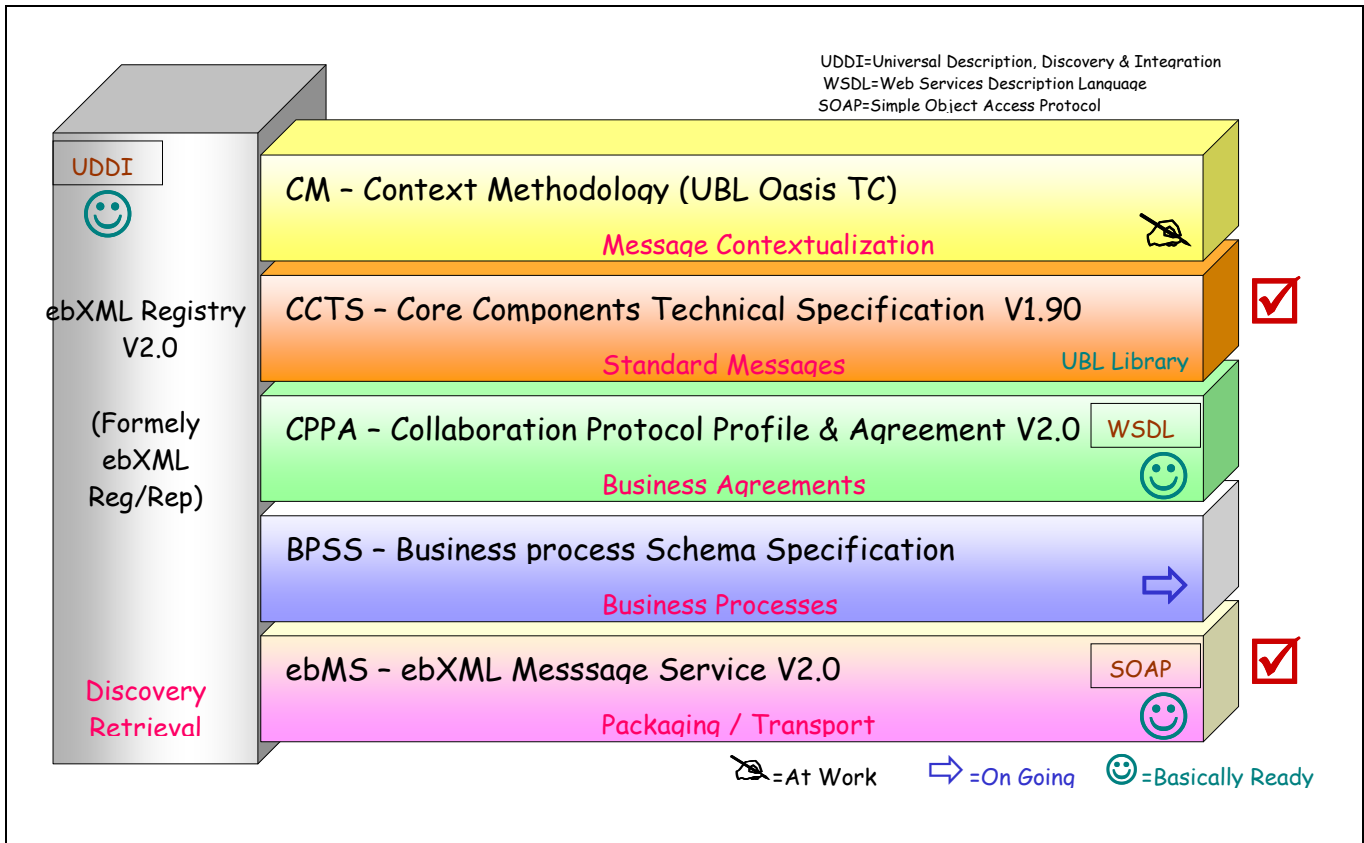 UDDI=Universal Description, Discovery & Integration
WSDL=Web Services Description Language
SOAP=Simple Object Access Protocol
UDDI
ebXML Registry
V2.0
(Formely
ebXML
Reg/Rep)
Discovery
Retrieval
CM – Context Methodology (UBL Oasis TC)
Message Contextualization
CCTS – Core Components Technical Specification V1.90
Standard Messages
UBL Library
CPPA – Collaboration Protocol Profile & Agreement V2.0
WSDL
Business Agreements
BPSS – Business process Schema Specification
Business Processes
ebMS – ebXML Messsage Service V2.0
SOAP
Packaging / Transport
=At Work
=On Going
=Basically Ready